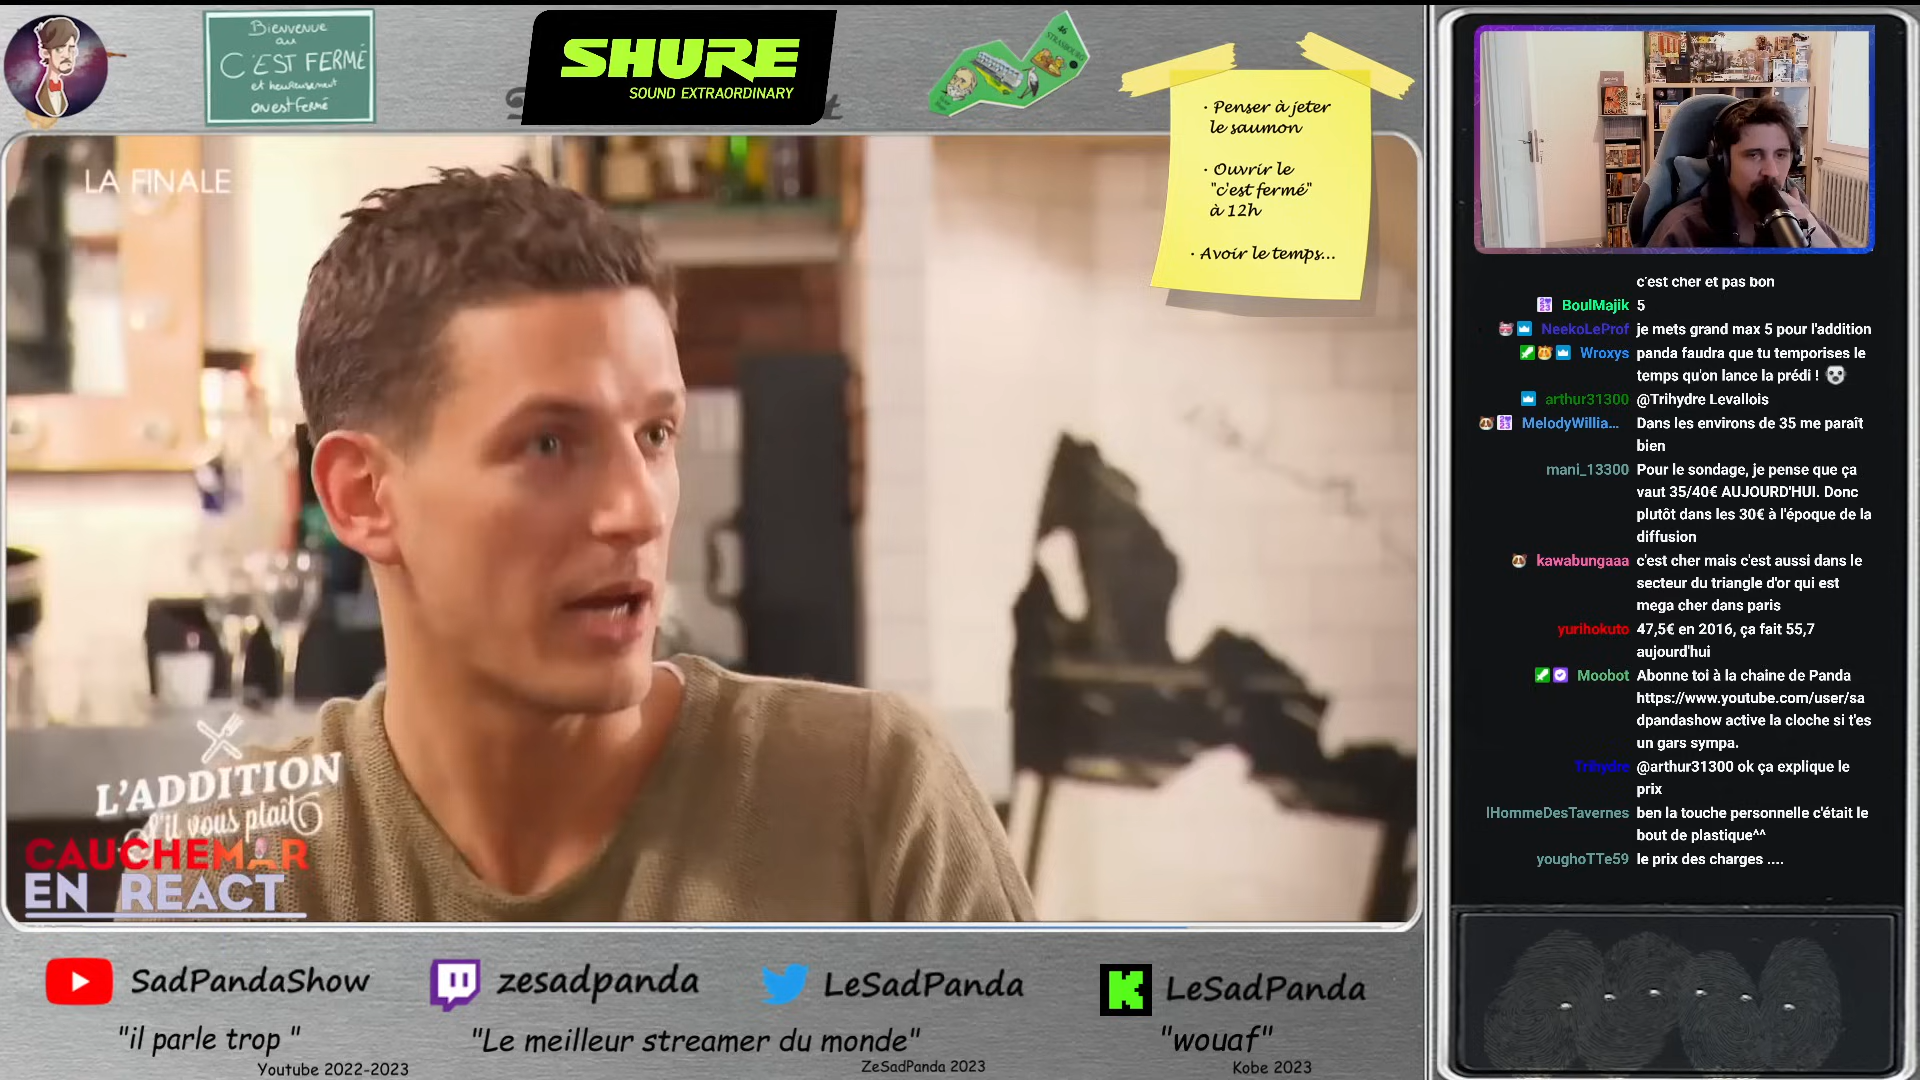 Bienvenue
au
C'EST FERMÉ
et heureusement
on est fermé
SHURE
SOUND EXTRAORDINARY
46
STRASBOURG
· Penser à jeter
le saumon
· Ouvrir le
"c'est fermé"
à 12h
· Avoir le temps...
LA FINALE
L'ADDITION
s'il vous plaît
CAUCHEMAR
EN REACT
c'est cher et pas bon
BoulMajik 5
NeekoLeProf je mets grand max 5 pour l'addition
Wroxys panda faudra que tu temporises le
temps qu'on lance la prédi !
arthur31300 @Trihydre Levallois
MelodyWillia... Dans les environs de 35 me paraît
bien
mani_13300 Pour le sondage, je pense que ça
vaut 35/40€ AUJOURD'HUI. Donc
plutôt dans les 30€ à l'époque de la
diffusion
kawabungaaa c'est cher mais c'est aussi dans le
secteur du triangle d'or qui est
mega cher dans paris
yurihokuto 47,5€ en 2016, ça fait 55,7
aujourd'hui
Moobot Abonne toi à la chaine de Panda
https://www.youtube.com/user/sa
dpandashow active la cloche si t'es
un gars sympa.
Trihydre @arthur31300 ok ça explique le
prix
lHommeDesTavernes ben la touche personnelle c'était le
bout de plastique^^
youghoTTe59 le prix des charges ....
SadPandaShow
zesadpanda
LeSadPanda
LeSadPanda
"il parle trop "
Youtube 2022-2023
"Le meilleur streamer du monde"
ZeSadPanda 2023
"wouaf"
Kobe 2023